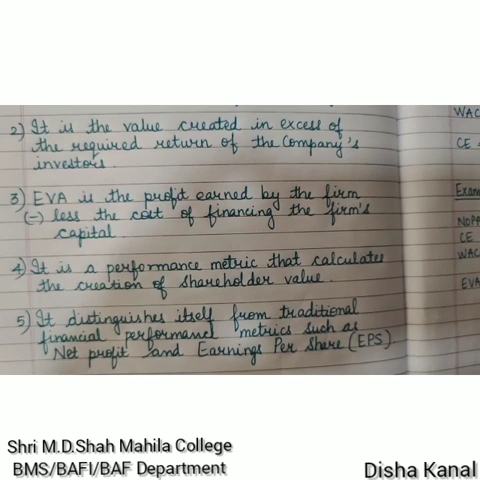 2) It is the value created in excess of
the required return of the Company's
investors.
3) EVA is the profit earned by the firm
(-) less the cost of financing the firm's
capital.
4) It is a performance metric that calculates
the creation of shareholder value.
5) It distinguishes itself from traditional
financial performancl metrics such as
Net profit and Earnings Per Share (EPS).
WAC
CE
Exam
NOPA
CE
WAC
EVA
Shri M.D.Shah Mahila College
BMS/BAFI/BAF Department
Disha Kanal